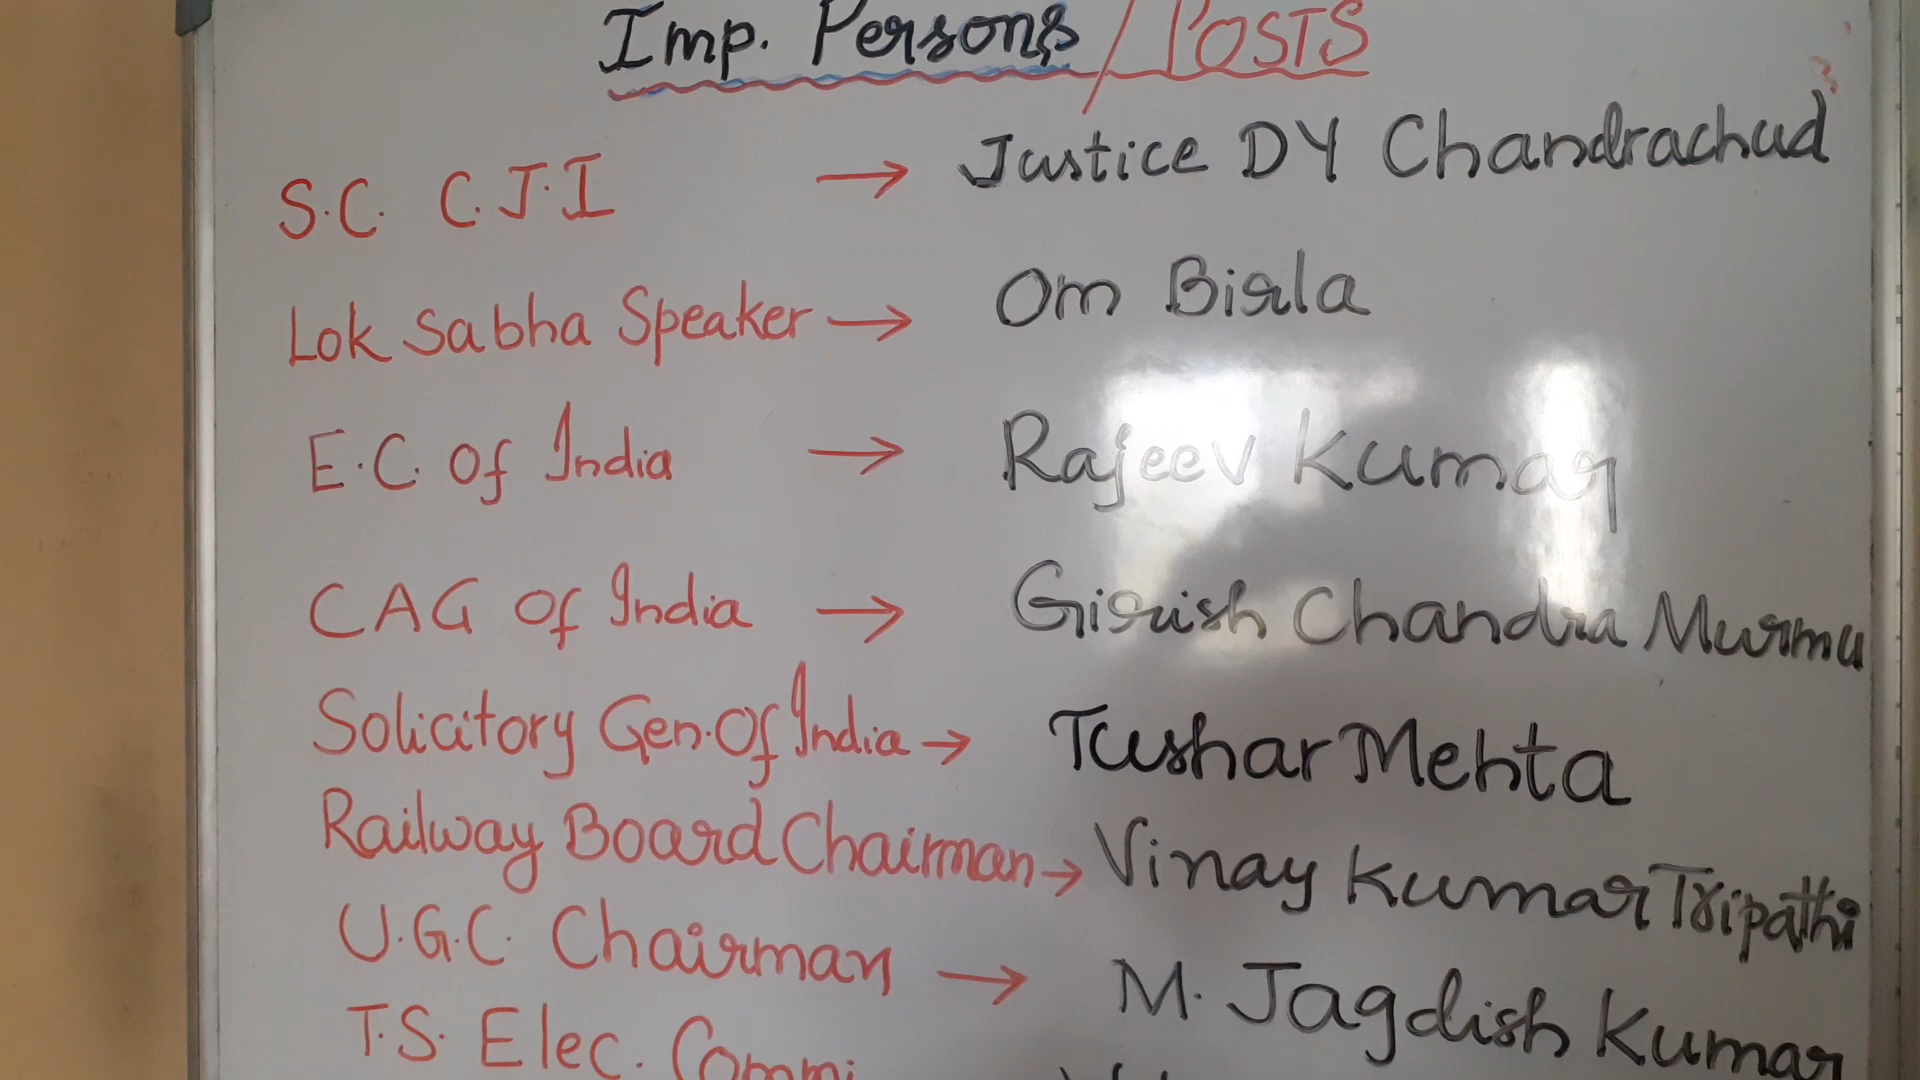 Imp. Persons / POSTS
S.C. C.J.I → Justice DY Chandrachud
Lok Sabha Speaker → Om Birla
E.C. Of India → Rajeev Kumar
CAG Of India → Girish Chandra Murmu
Solicitory Gen. Of India → Tushar Mehta
Railway Board Chairman → Vinay Kumar Tripathi
U.G.C. Chairman → M. Jagdish Kumar
T.S. Elec. Commi